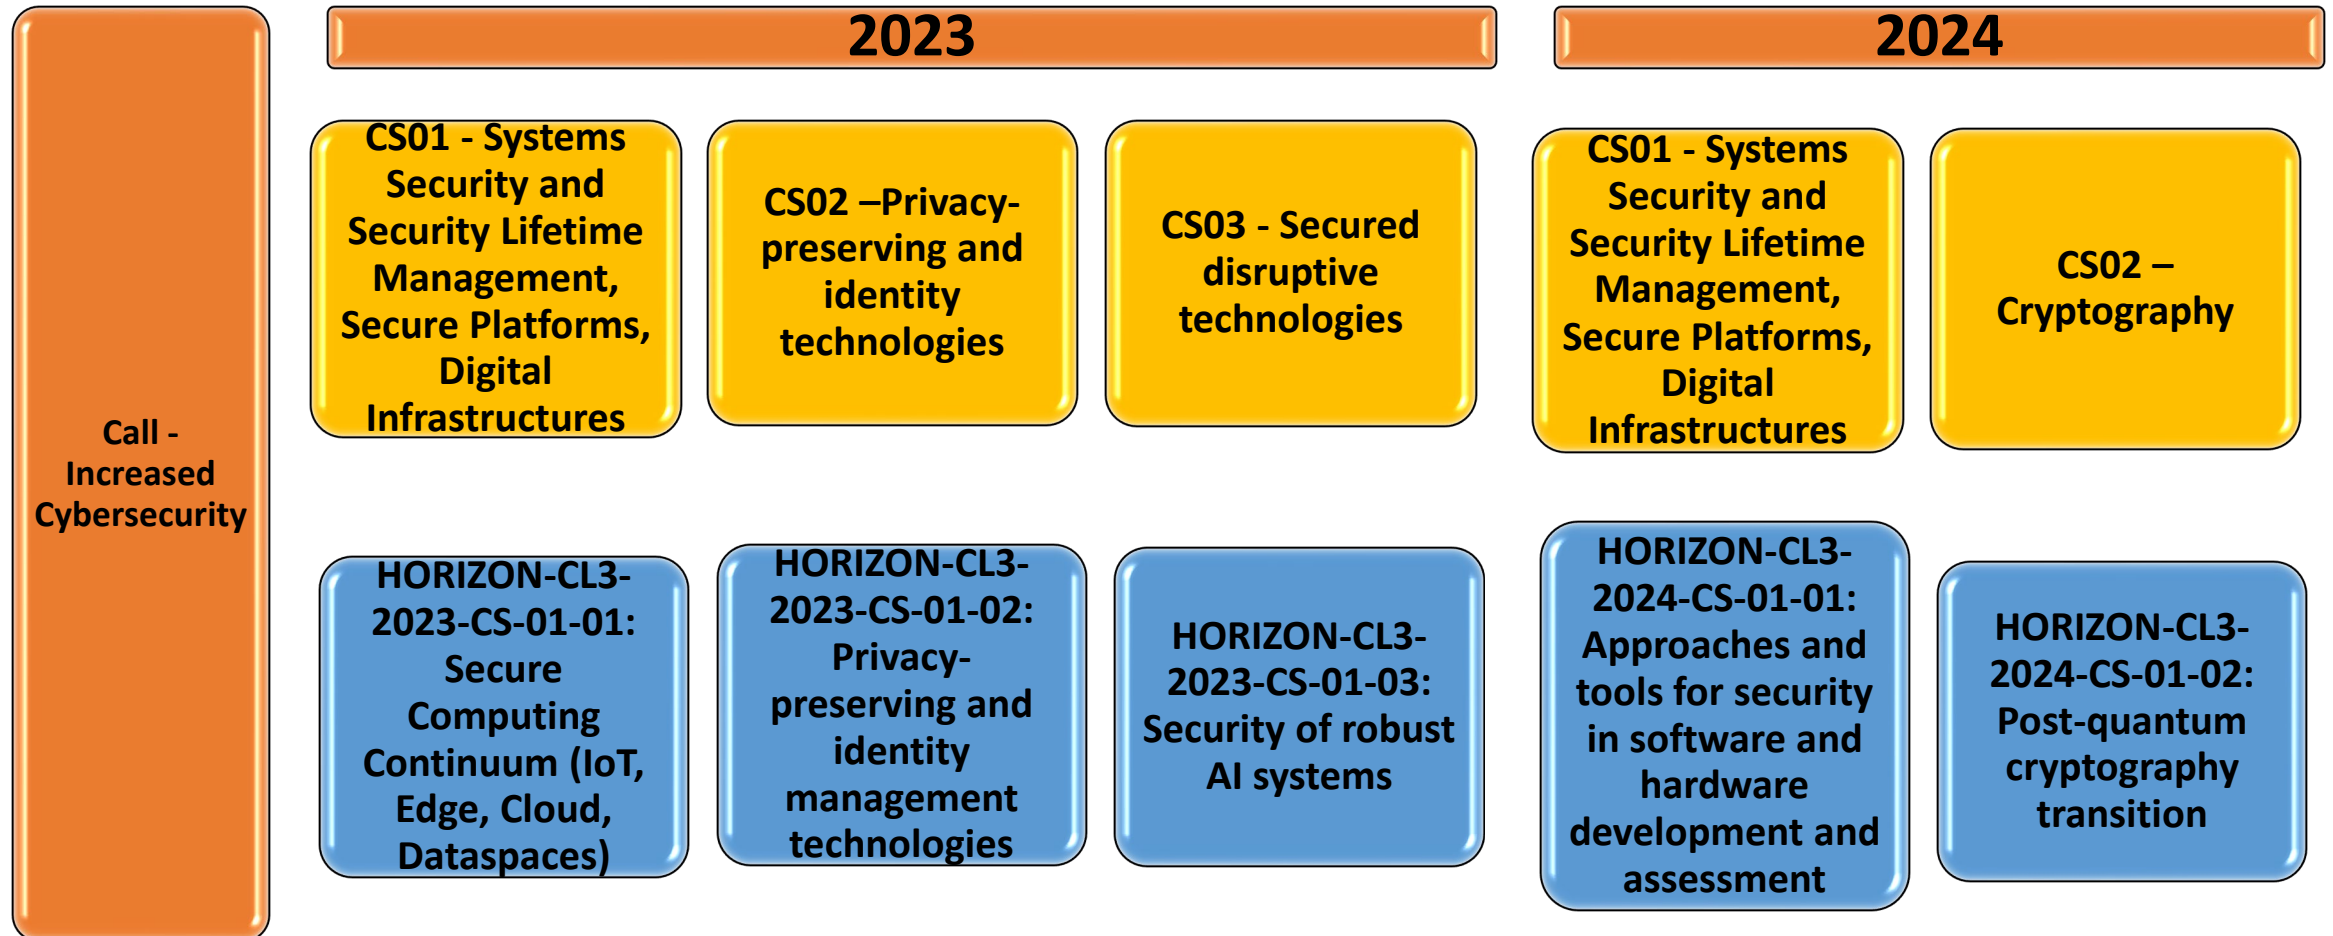 Call -
Increased
Cybersecurity
2023
2024
CS01 - Systems
Security and
Security Lifetime
Management,
Secure Platforms,
Digital
Infrastructures
CS02 –Privacy-
preserving and
identity
technologies
CS03 - Secured
disruptive
technologies
CS01 - Systems
Security and
Security Lifetime
Management,
Secure Platforms,
Digital
Infrastructures
CS02 –
Cryptography
HORIZON-CL3-
2023-CS-01-01:
Secure
Computing
Continuum (IoT,
Edge, Cloud,
Dataspaces)
HORIZON-CL3-
2023-CS-01-02:
Privacy-
preserving and
identity
management
technologies
HORIZON-CL3-
2023-CS-01-03:
Security of robust
AI systems
HORIZON-CL3-
2024-CS-01-01:
Approaches and
tools for security
in software and
hardware
development and
assessment
HORIZON-CL3-
2024-CS-01-02:
Post-quantum
cryptography
transition